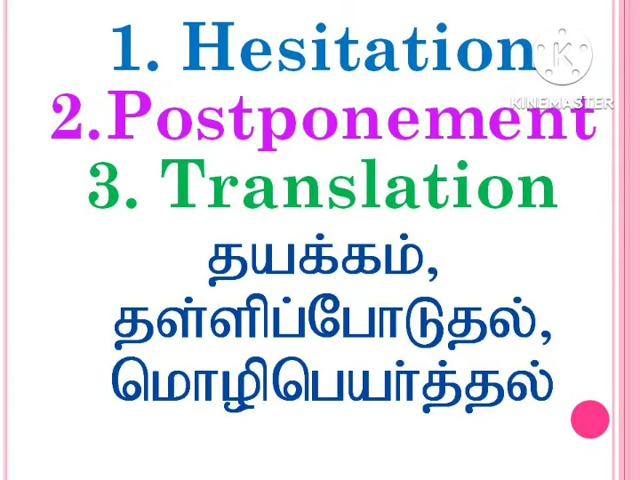 1. Hesitation
K
KINEMASTER
2.Postponement
3. Translation
தயக்கம்,
தள்ளிப்போடுதல்,
மொழிபெயர்த்தல்